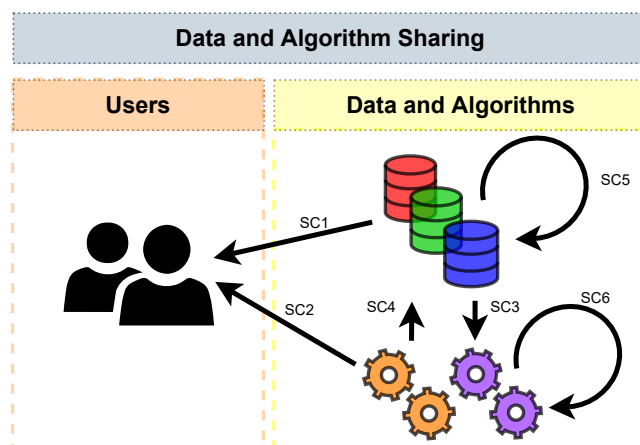 Data and Algorithm Sharing
Users
Data and Algorithms
SC5
SC1
SC2
SC4
SC3
SC6